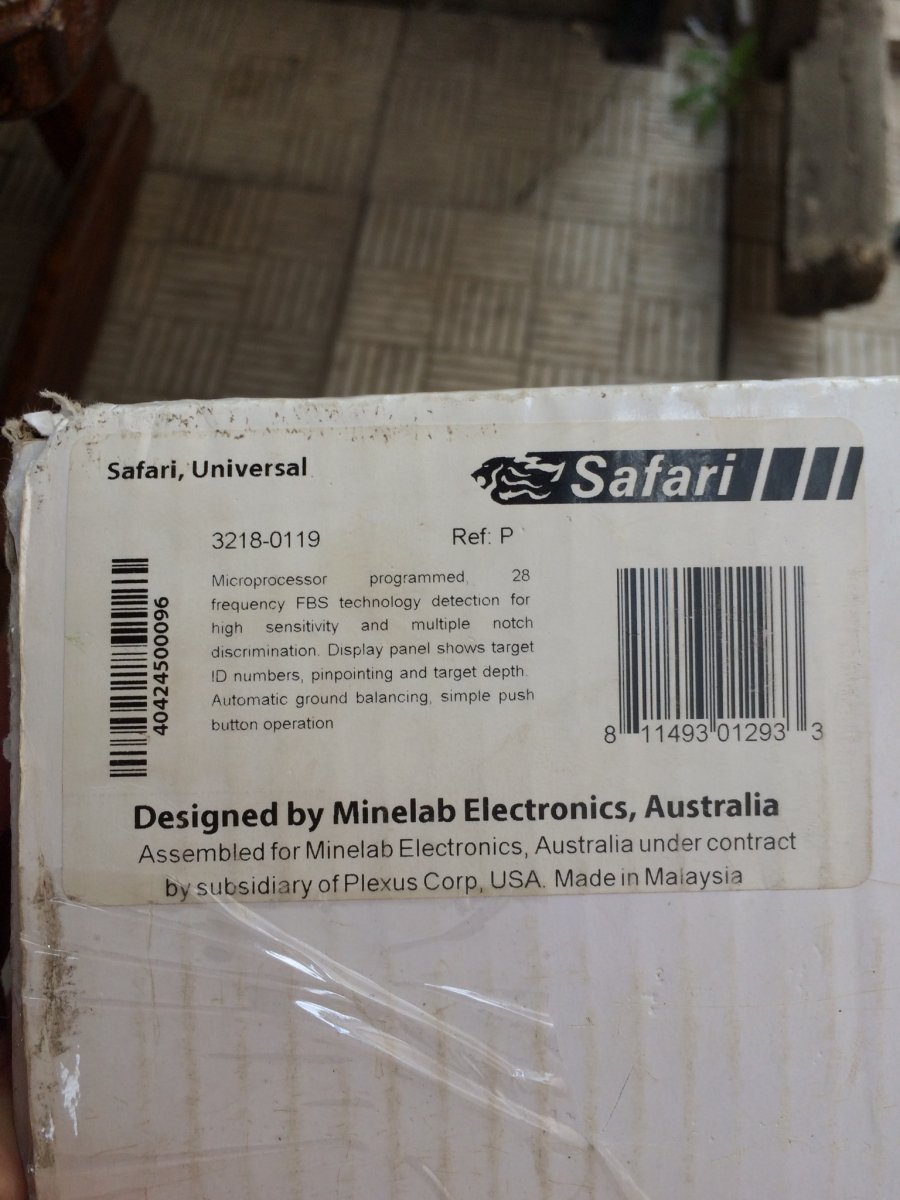 Safari, Universal
Safari
3218-0119
Ref: P
Microprocessor programmed, 28
frequency FBS technology detection for
high sensitivity and multiple notch
discrimination. Display panel shows target
ID numbers, pinpointing and target depth.
Automatic ground balancing, simple push
button operation
40424500096
8 11493 01293 3
Designed by Minelab Electronics, Australia
Assembled for Minelab Electronics, Australia under contract
by subsidiary of Plexus Corp, USA. Made in Malaysia